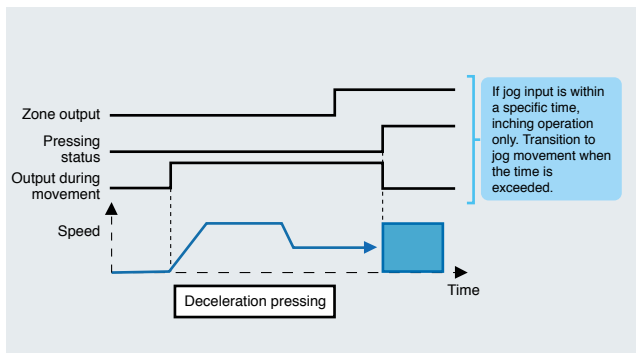 Zone output
Pressing
status
Output during
movement
Speed
Time
Deceleration pressing
If jog input is within
a specific time,
inching operation
only. Transition to
jog movement when
the time is
exceeded.